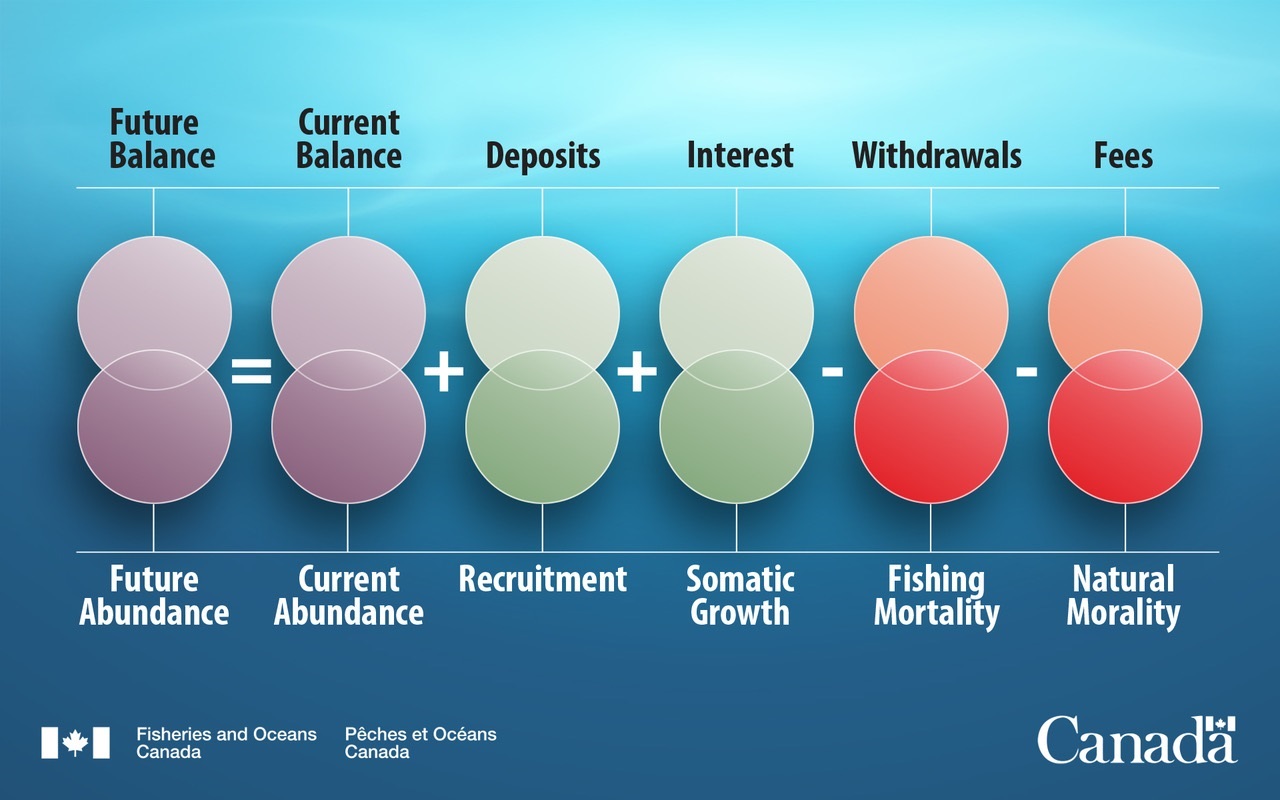 Future
Balance
Current
Balance
Deposits
Interest
Withdrawals
Fees
=
+
+
-
-
Future
Abundance
Current
Abundance
Recruitment
Somatic
Growth
Fishing
Mortality
Natural
Morality
Fisheries and Oceans
Canada
Pêches et Océans
Canada
Canada